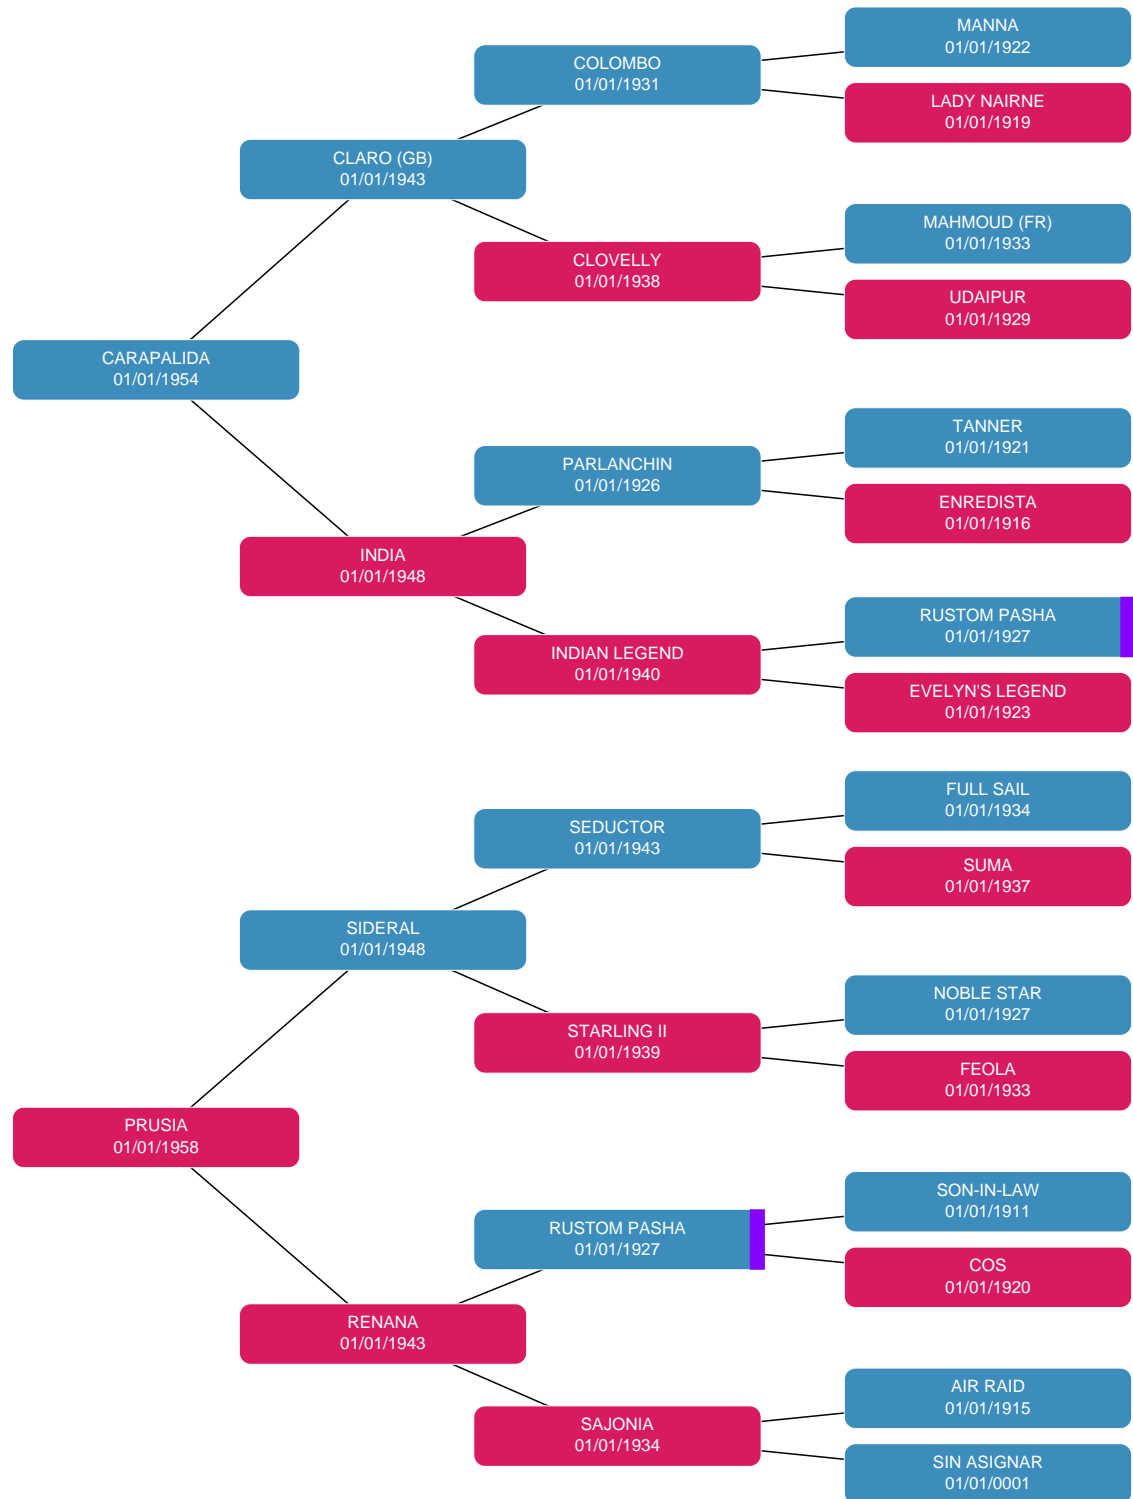 MANNA
01/01/1922
COLOMBO
01/01/1931
LADY NAIRNE
01/01/1919
CLARO (GB)
01/01/1943
MAHMOUD (FR)
01/01/1933
CLOVELLY
01/01/1938
UDAIPUR
01/01/1929
CARAPALIDA
01/01/1954
TANNER
01/01/1921
PARLANCHIN
01/01/1926
ENREDISTA
01/01/1916
INDIA
01/01/1948
RUSTOM PASHA
01/01/1927
INDIAN LEGEND
01/01/1940
EVELYN'S LEGEND
01/01/1923
FULL SAIL
01/01/1934
SEDUCTOR
01/01/1943
SUMA
01/01/1937
SIDERAL
01/01/1948
NOBLE STAR
01/01/1927
STARLING II
01/01/1939
FEOLA
01/01/1933
PRUSIA
01/01/1958
SON-IN-LAW
01/01/1911
RUSTOM PASHA
01/01/1927
COS
01/01/1920
RENANA
01/01/1943
AIR RAID
01/01/1915
SAJONIA
01/01/1934
SIN ASIGNAR
01/01/0001